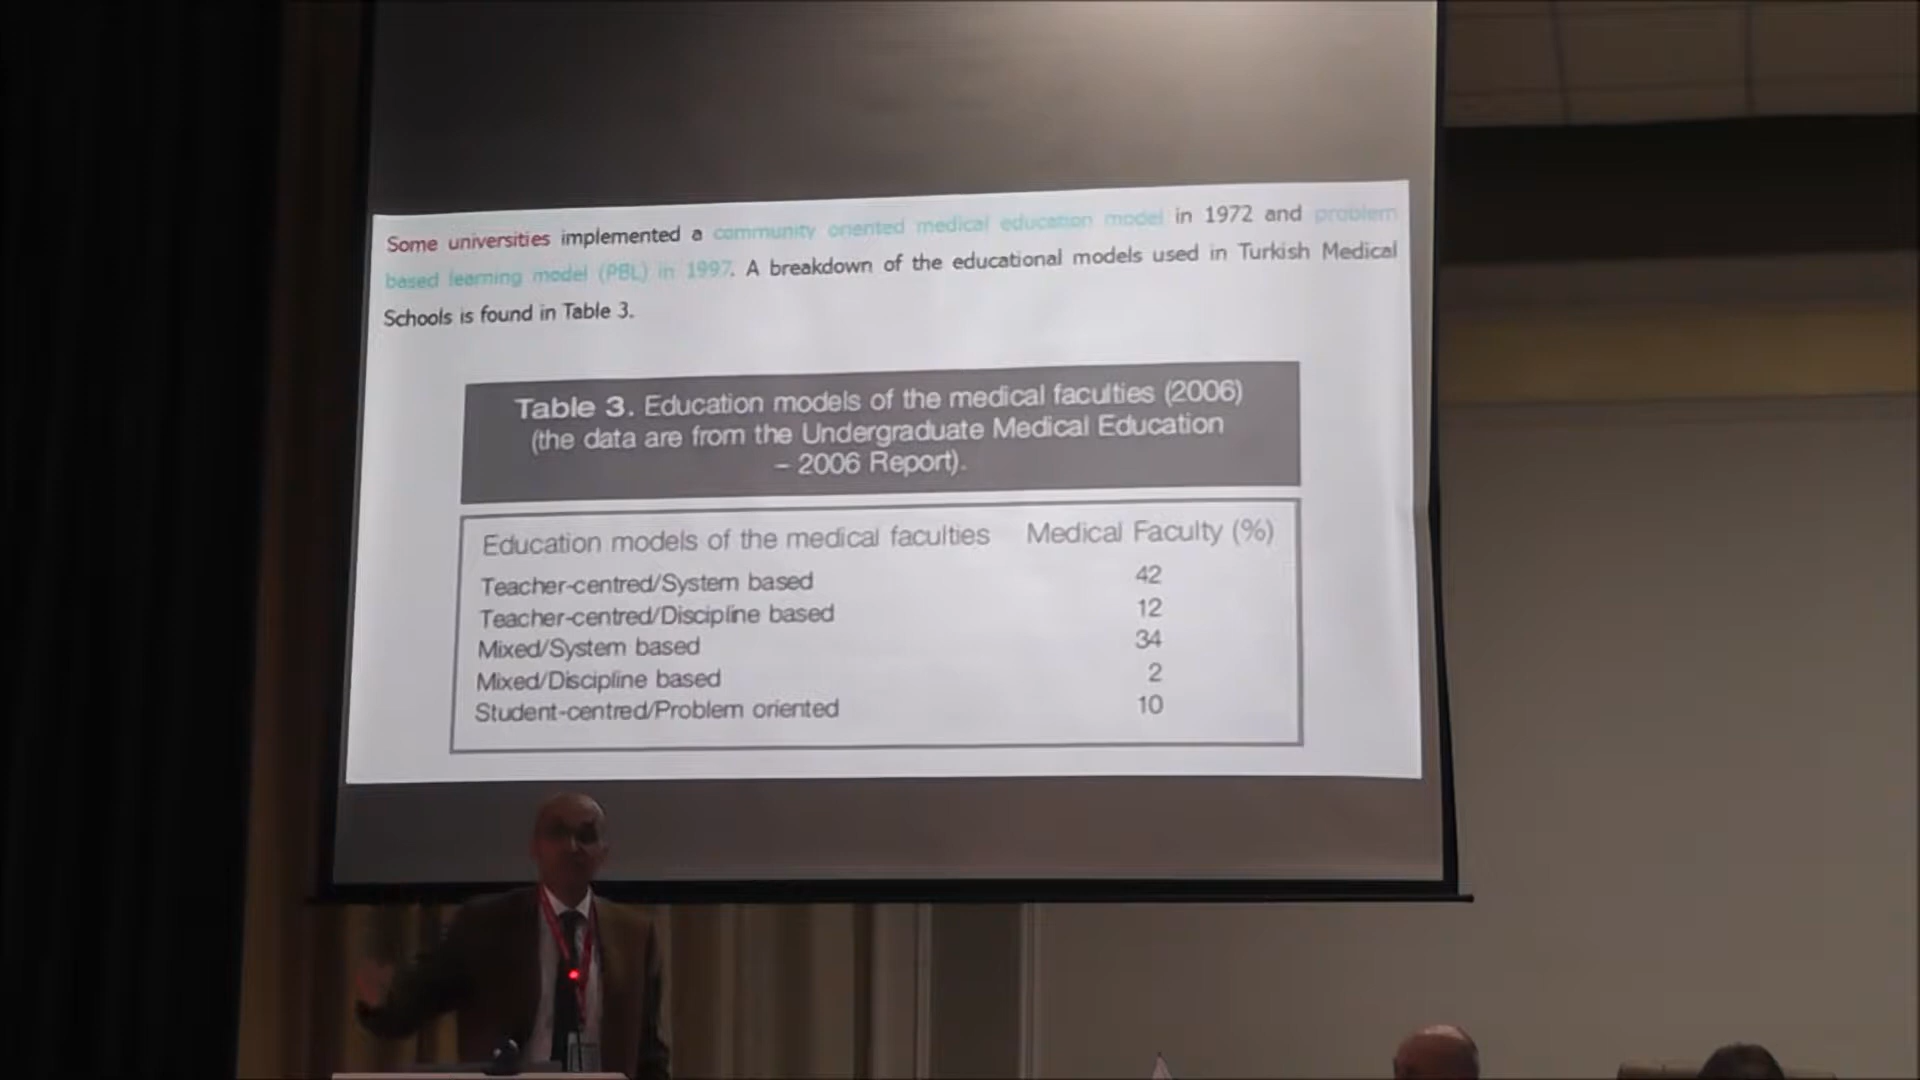 Some universities implemented a community oriented medical education model in 1972 and problem
based learning model (PBL) in 1997. A breakdown of the educational models used in Turkish Medical
Schools is found in Table 3.
Table 3. Education models of the medical faculties (2006)
(the data are from the Undergraduate Medical Education
– 2006 Report).
Education models of the medical faculties Medical Faculty (%)
Teacher-centred/System based 42
Teacher-centred/Discipline based 12
Mixed/System based 34
Mixed/Discipline based 2
Student-centred/Problem oriented 10